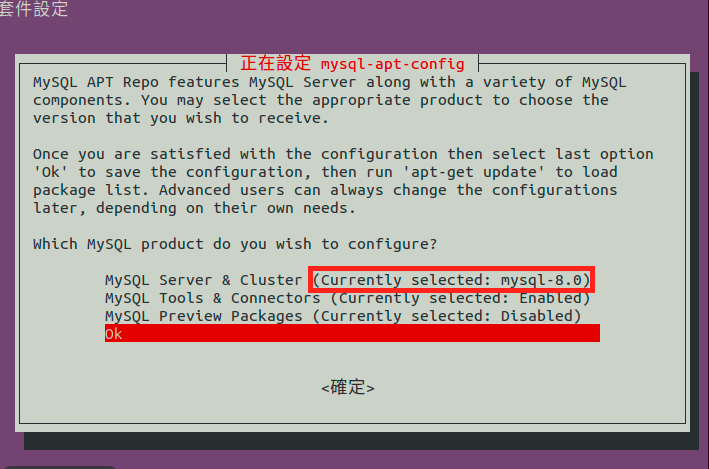 套件設定
正在設定 mysql-apt-config
MySQL APT Repo features MySQL Server along with a variety of MySQL
components. You may select the appropriate product to choose the
version that you wish to receive.
Once you are satisfied with the configuration then select last option
'Ok' to save the configuration, then run 'apt-get update' to load
package list. Advanced users can always change the configurations
later, depending on their own needs.
Which MySQL product do you wish to configure?
MySQL Server & Cluster (Currently selected: mysql-8.0)
MySQL Tools & Connectors (Currently selected: Enabled)
MySQL Preview Packages (Currently selected: Disabled)
Ok
<確定>